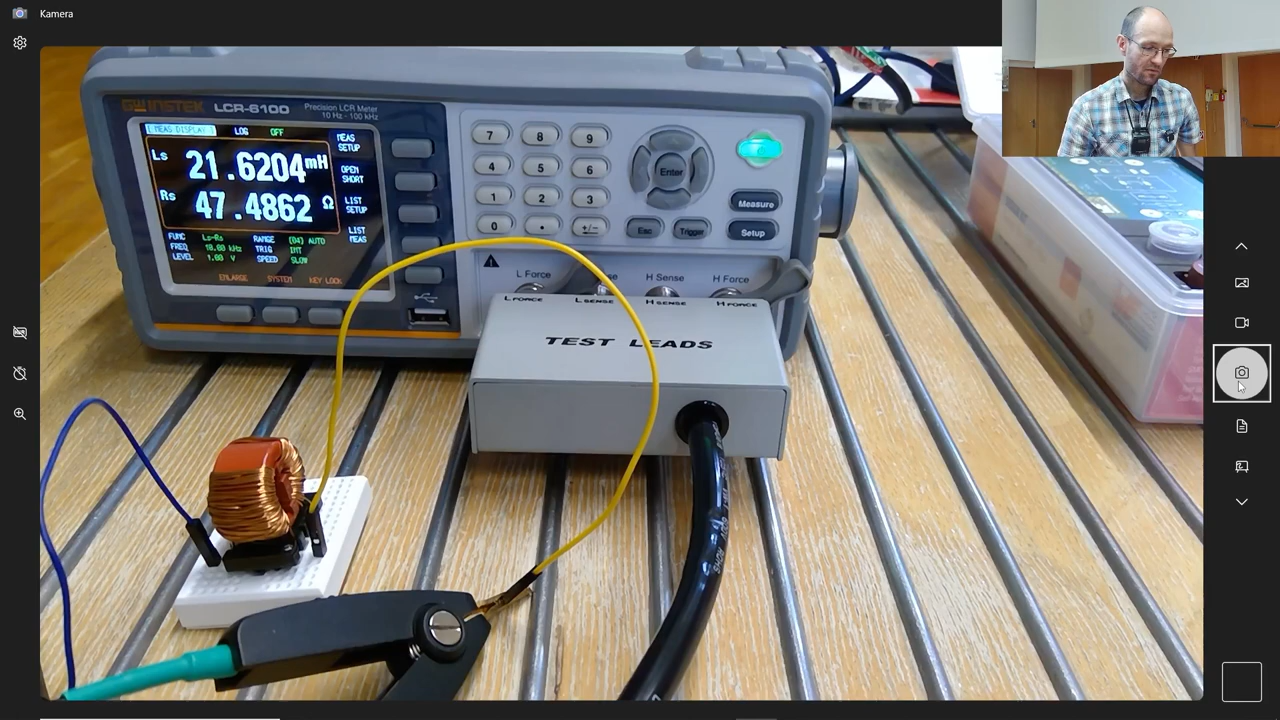 Kamera
GWINSTEK LCR-6100 Precision LCR Meter
10 Hz - 100 kHz
LOG OFF
MEAS SETUP
Ls 21.6204 mH
OPEN SHORT
Rs 47.4862 Ω
LIST SETUP
LIST MEAS
FUNC Ls-Rs RANGE [04] AUTO
FREQ 10.00 kHz TRIG INT
LEVEL 1.00 V SPEED SLOW
ENLARGE SYSTEM KEY LOCK
7 8 9
4 5 6
1 2 3
0 • +/-
Enter
Measure
Esc Trigger Setup
L Force H Sense H Force
L FORCE L SENSE H SENSE H FORCE
TEST LEADS